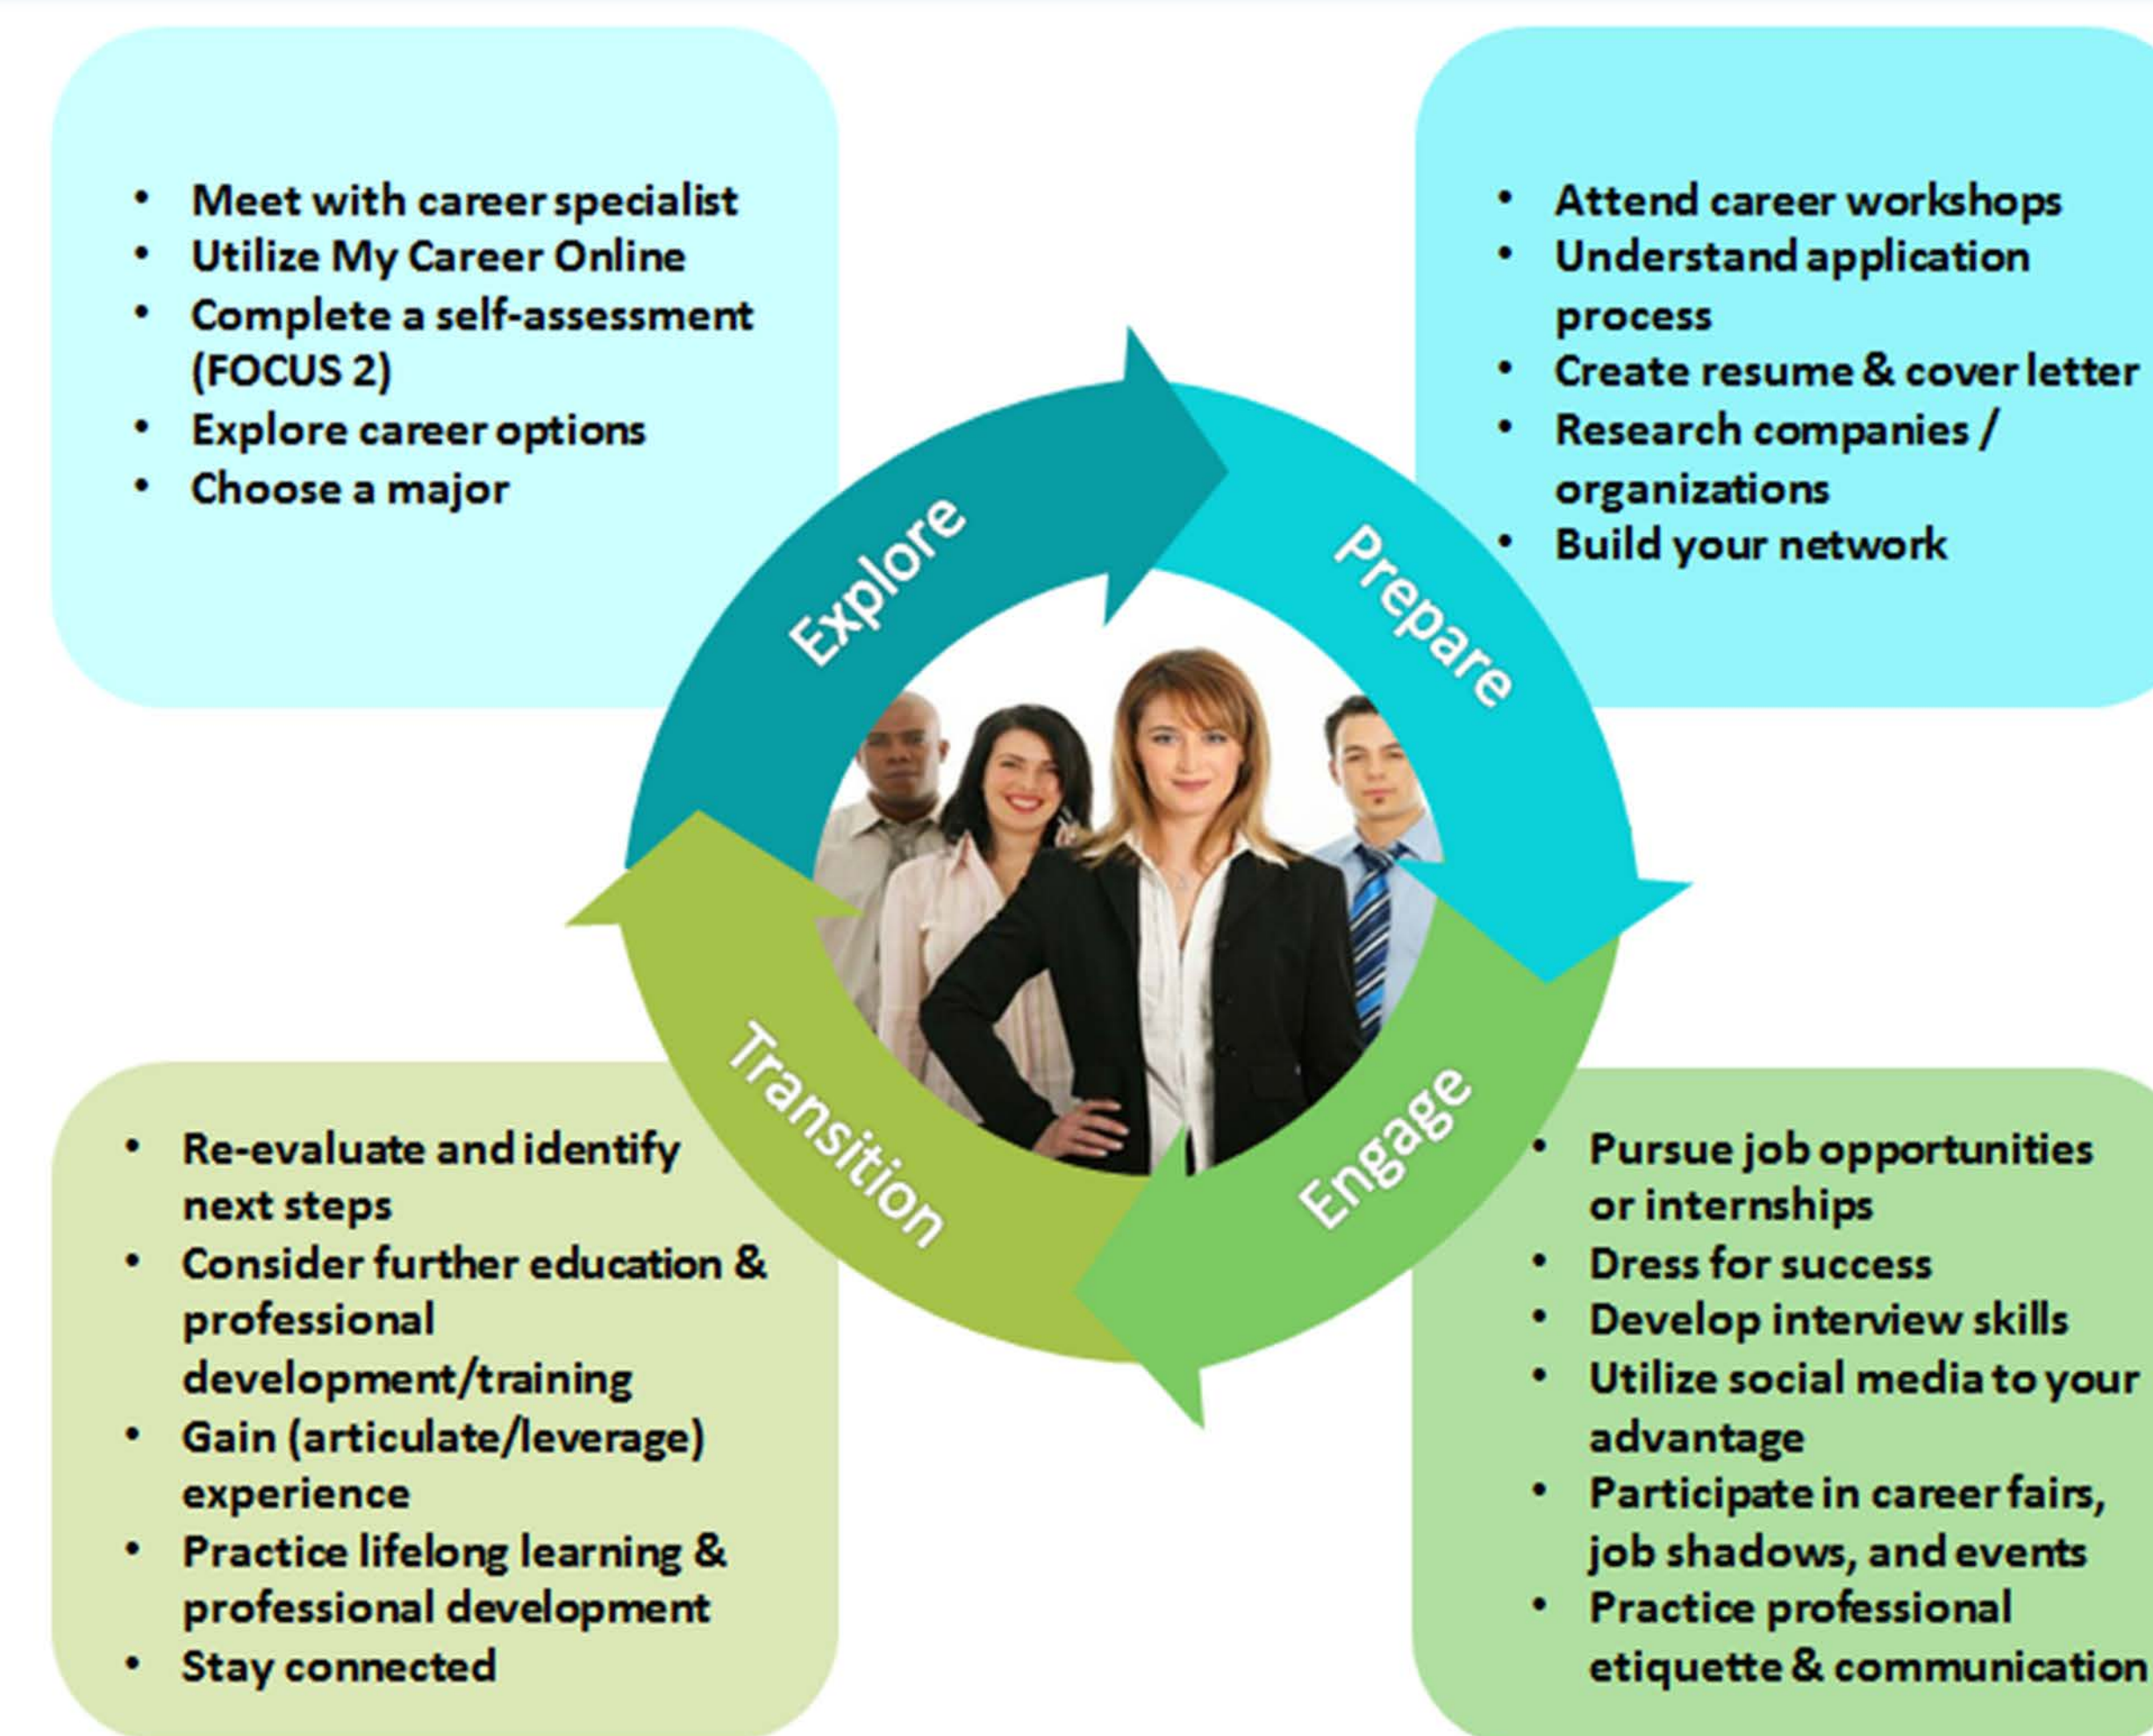 • Meet with career specialist
• Utilize My Career Online
• Complete a self-assessment
(FOCUS 2)
• Explore career options
• Choose a major
• Attend career workshops
• Understand application
process
• Create resume & cover letter
• Research companies /
organizations
• Build your network
Explore
Prepare
Engage
Transition
• Re-evaluate and identify
next steps
• Consider further education &
professional
development/training
• Gain (articulate/leverage)
experience
• Practice lifelong learning &
professional development
• Stay connected
• Pursue job opportunities
or internships
• Dress for success
• Develop interview skills
• Utilize social media to your
advantage
• Participate in career fairs,
job shadows, and events
• Practice professional
etiquette & communication